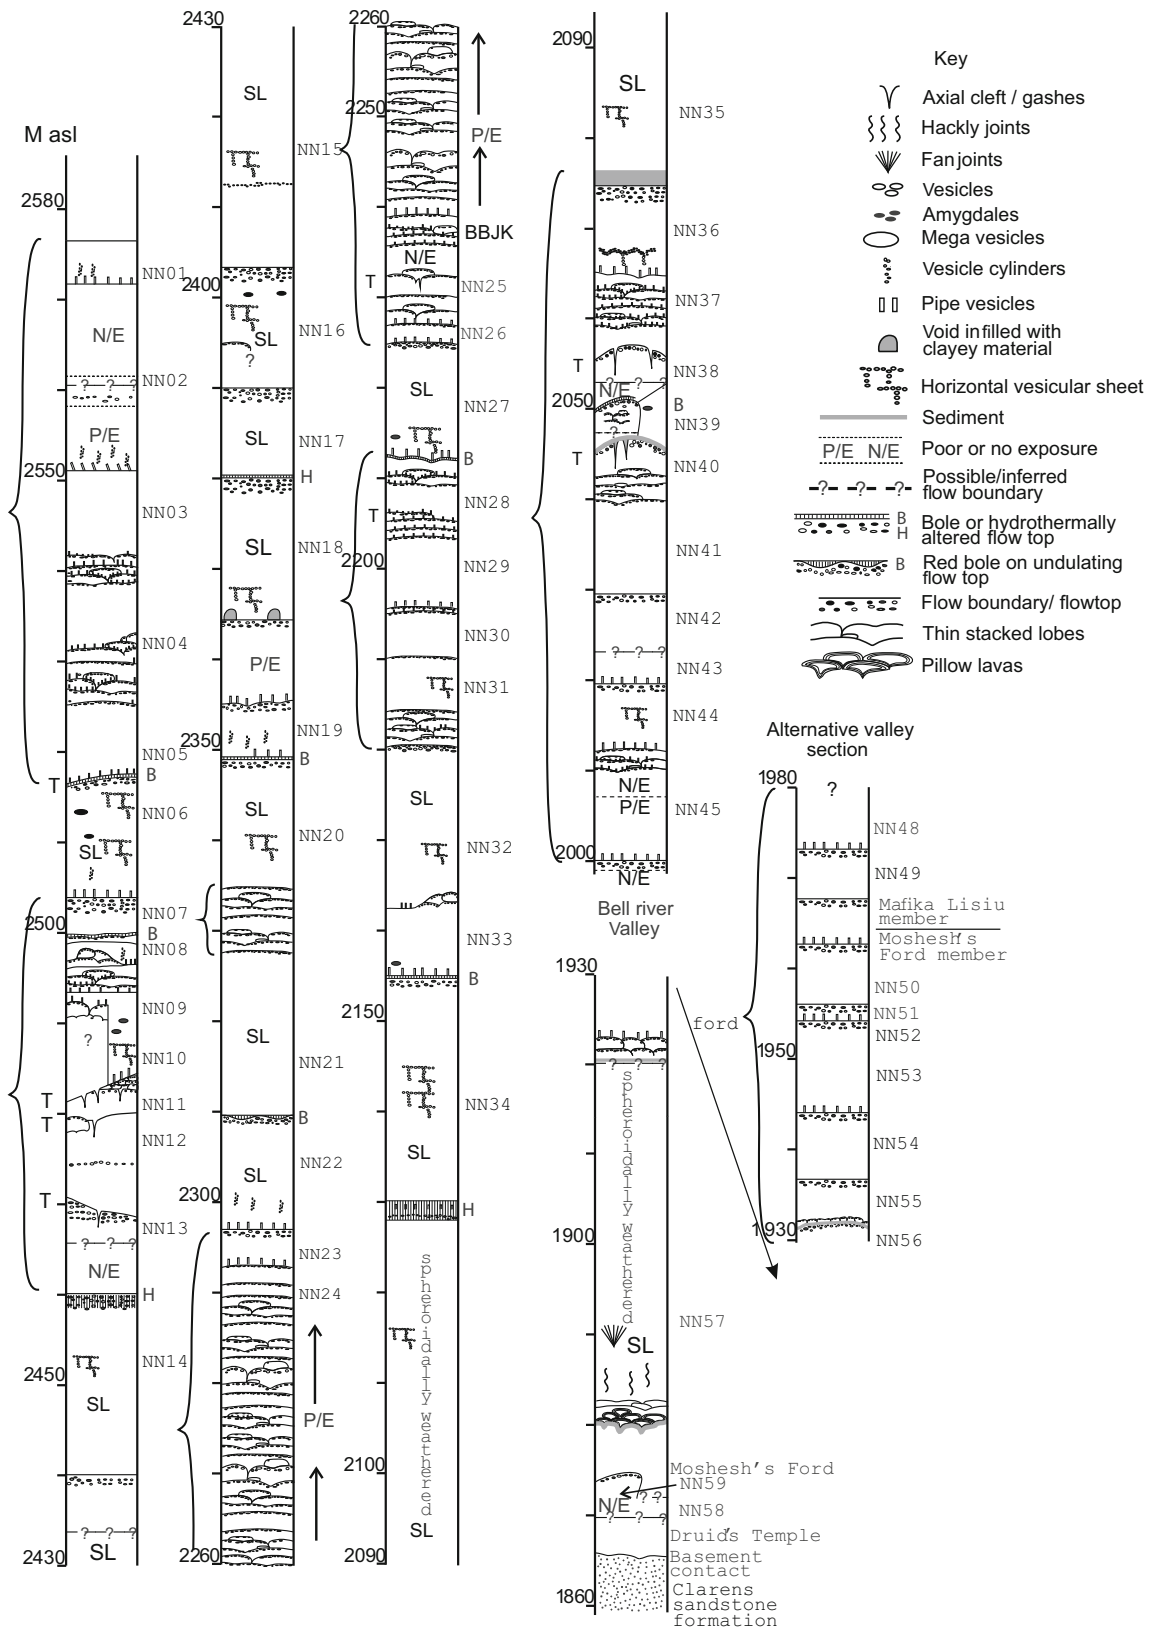 M asl
2580
NN01
N/E
? ? ?
NN02
P/E
2550
NN03
NN04
NN05
T
B
NN06
SL
NN07
2500
B
NN08
NN09
?
NN10
T
NN11
T
NN12
T
NN13
? ? ?
N/E
H
NN14
2450
SL
? ? ?
2430
SL
2430
SL
NN15
2400
NN16
SL
?
SL
NN17
H
SL
NN18
P/E
NN19
2350
B
SL
NN20
SL
NN21
B
NN22
SL
2300
NN23
NN24
P/E
2260
2260
2250
P/E
BBJK
N/E
T
NN25
NN26
SL
NN27
B
NN28
T
2200
NN29
NN30
NN31
SL
NN32
NN33
B
2150
NN34
SL
H
spheroidally weathered
2100
SL
2090
2090
SL
NN35
NN36
NN37
T
NN38
? ? ?
N/E
2050
B
NN39
?
T
NN40
NN41
NN42
? ? ?
NN43
NN44
N/E
P/E
NN45
2000
N/E
Bell river
Valley
1930
? ? ?
spheroidally weathered
1900
NN57
SL
Moshesh's Ford
NN59
? ?
N/E
NN58
? ? ?
Druid's Temple
Basement
contact
Clarens
sandstone
formation
1860
Key
Axial cleft / gashes
Hackly joints
Fan joints
Vesicles
Amygdales
Mega vesicles
Vesicle cylinders
Pipe vesicles
Void infilled with
clayey material
Horizontal vesicular sheet
Sediment
P/E N/E Poor or no exposure
? ? ? Possible/inferred
flow boundary
B Bole or hydrothermally
H altered flow top
B Red bole on undulating
flow top
Flow boundary/ flowtop
Thin stacked lobes
Pillow lavas
Alternative valley
section
1980
?
NN48
NN49
Mafika Lisiu
member
Moshesh's
Ford member
NN50
ford
NN51
NN52
1950
NN53
NN54
NN55
1930
NN56